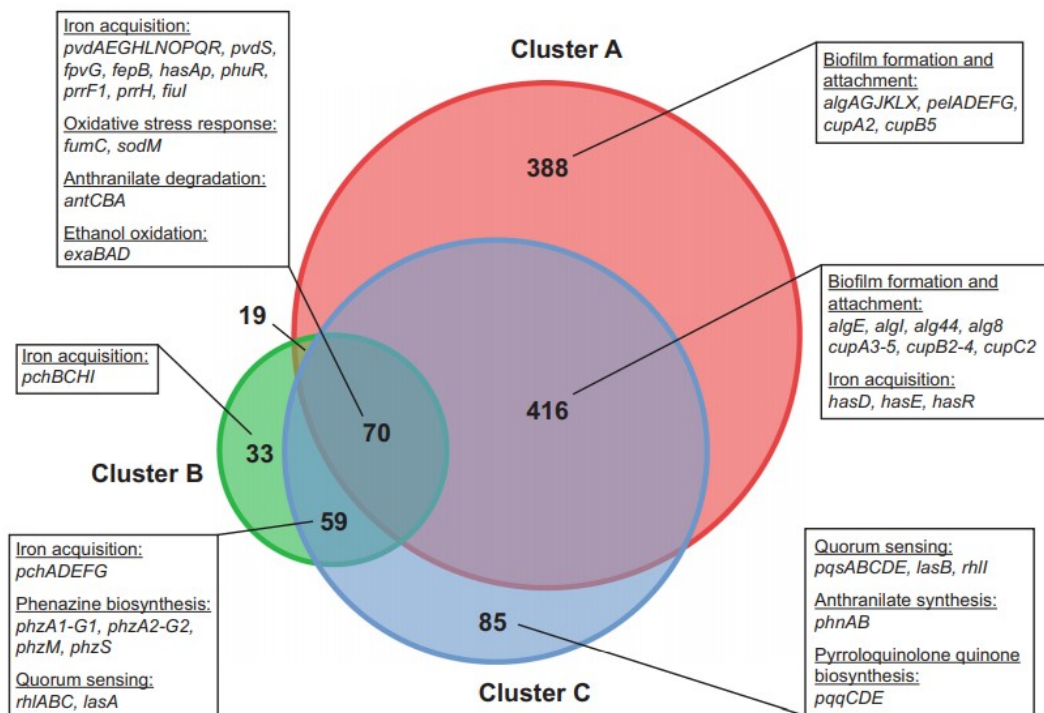 Iron acquisition:
pvdAEGHLNOPQR, pvdS,
fpvG, fepB, hasAp, phuR,
prrF1, prrH, fiuI
Oxidative stress response:
fumC, sodM
Anthranilate degradation:
antCBA
Ethanol oxidation:
exaBAD
Cluster A
Biofilm formation and
attachment:
algAGJKLX, pelADEFG,
cupA2, cupB5
388
19
Iron acquisition:
pchBCHI
Biofilm formation and
attachment:
algE, algI, alg44, alg8
cupA3-5, cupB2-4, cupC2
Iron acquisition:
hasD, hasE, hasR
416
70
33
Cluster B
59
Iron acquisition:
pchADEFG
Phenazine biosynthesis:
phzA1-G1, phzA2-G2,
phzM, phzS
Quorum sensing:
rhlABC, lasA
85
Cluster C
Quorum sensing:
pqsABCDE, lasB, rhlI
Anthranilate synthesis:
phnAB
Pyrroloquinolone quinone
biosynthesis:
pqqCDE